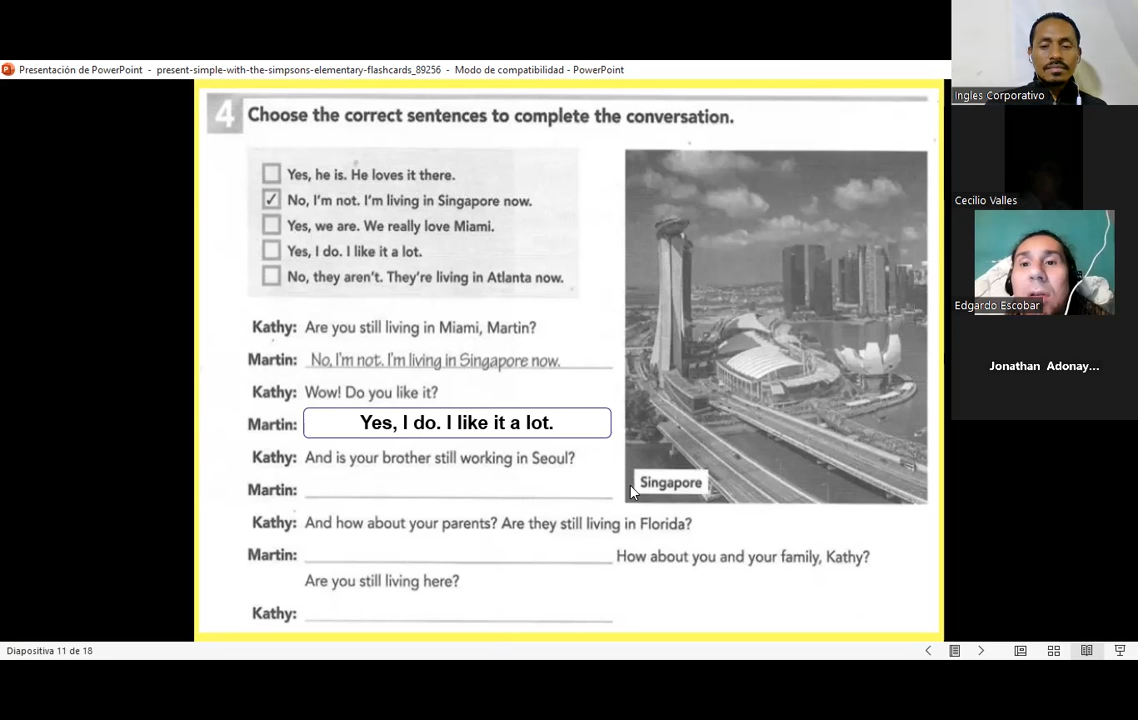 Presentación de PowerPoint - present-simple-with-the-simpsons-elementary-flashcards_89256 - Modo de compatibilidad - PowerPoint
Ingles Corporativo
Cecilio Valles
Edgardo Escobar
Jonathan Adonay...
4 Choose the correct sentences to complete the conversation.
Yes, he is. He loves it there.
✓ No, I'm not. I'm living in Singapore now.
Yes, we are. We really love Miami.
Yes, I do. I like it a lot.
No, they aren't. They're living in Atlanta now.
Kathy: Are you still living in Miami, Martin?
Martin: No, I'm not. I'm living in Singapore now.
Kathy: Wow! Do you like it?
Martin: Yes, I do. I like it a lot.
Kathy: And is your brother still working in Seoul?
Martin:
Kathy: And how about your parents? Are they still living in Florida?
Martin: How about you and your family, Kathy?
Are you still living here?
Kathy:
Singapore
Diapositiva 11 de 18